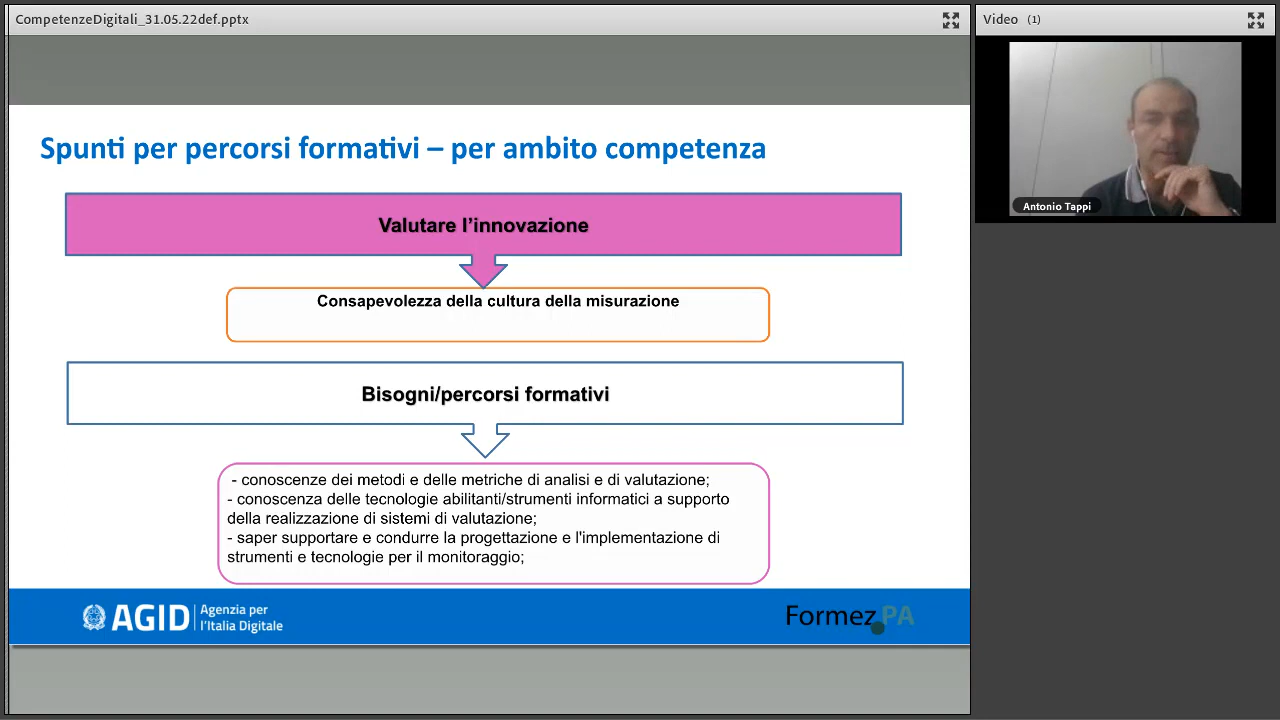 CompetenzeDigitali_31.05.22def.pptx
Video (1)
Antonio Tappi
Spunti per percorsi formativi – per ambito competenza
Valutare l’innovazione
Consapevolezza della cultura della misurazione
Bisogni/percorsi formativi
- conoscenze dei metodi e delle metriche di analisi e di valutazione;
- conoscenza delle tecnologie abilitanti/strumenti informatici a supporto
della realizzazione di sistemi di valutazione;
- saper supportare e condurre la progettazione e l'implementazione di
strumenti e tecnologie per il monitoraggio;
AGID
Agenzia per
l’Italia Digitale
Formez PA